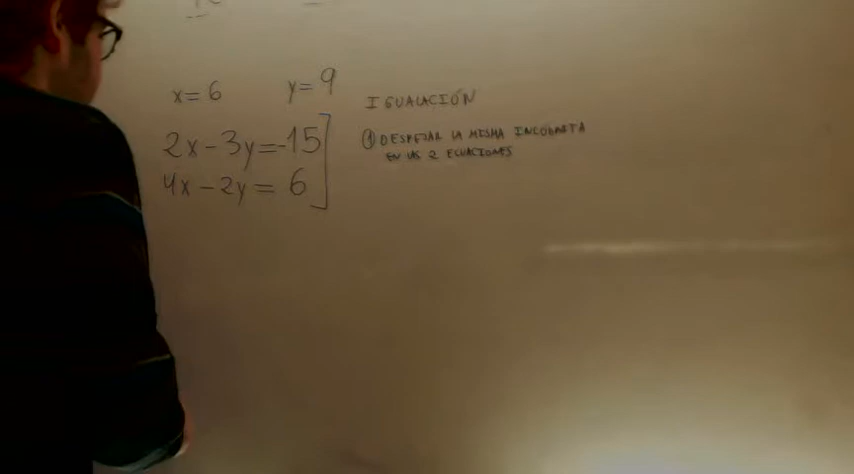 x=6 y=9
IGUALACIÓN
2x-3y=-15
4x-2y=6
① DESPEJAR LA MISMA INCÓGNITA
EN LAS 2 ECUACIONES